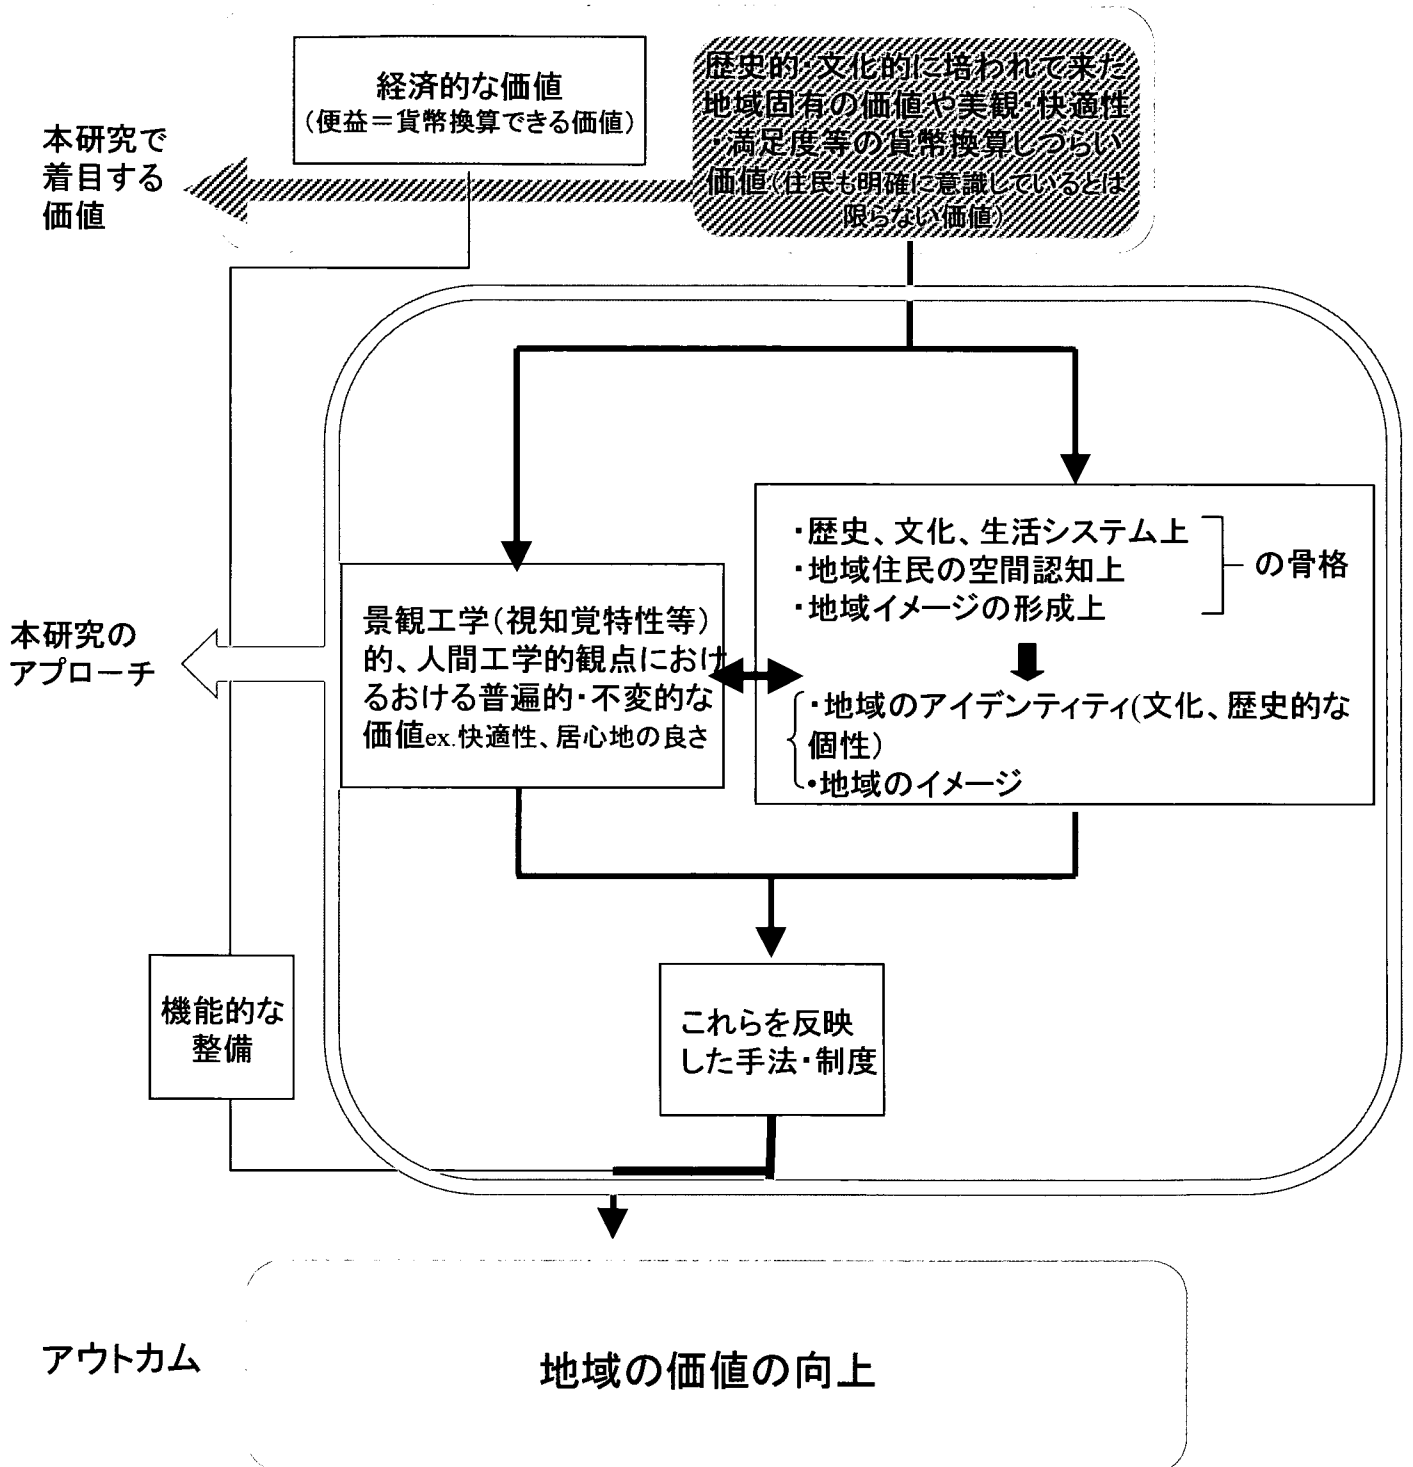 経済的な価値
(便益＝貨幣換算できる価値)
歴史的・文化的に培われて来た
地域固有の価値や美観・快適性
・満足度等の貨幣換算しづらい
価値(住民も明確に意識しているとは
限らない価値)
本研究で
着目する
価値
・歴史、文化、生活システム上
・地域住民の空間認知上
・地域イメージの形成上
の骨格
景観工学(視知覚特性等)
的、人間工学的観点におけ
るおける普遍的・不変的な
価値ex.快適性、居心地の良さ
・地域のアイデンティティ(文化、歴史的な
個性)
・地域のイメージ
本研究の
アプローチ
機能的な
整備
これらを反映
した手法・制度
アウトカム
地域の価値の向上